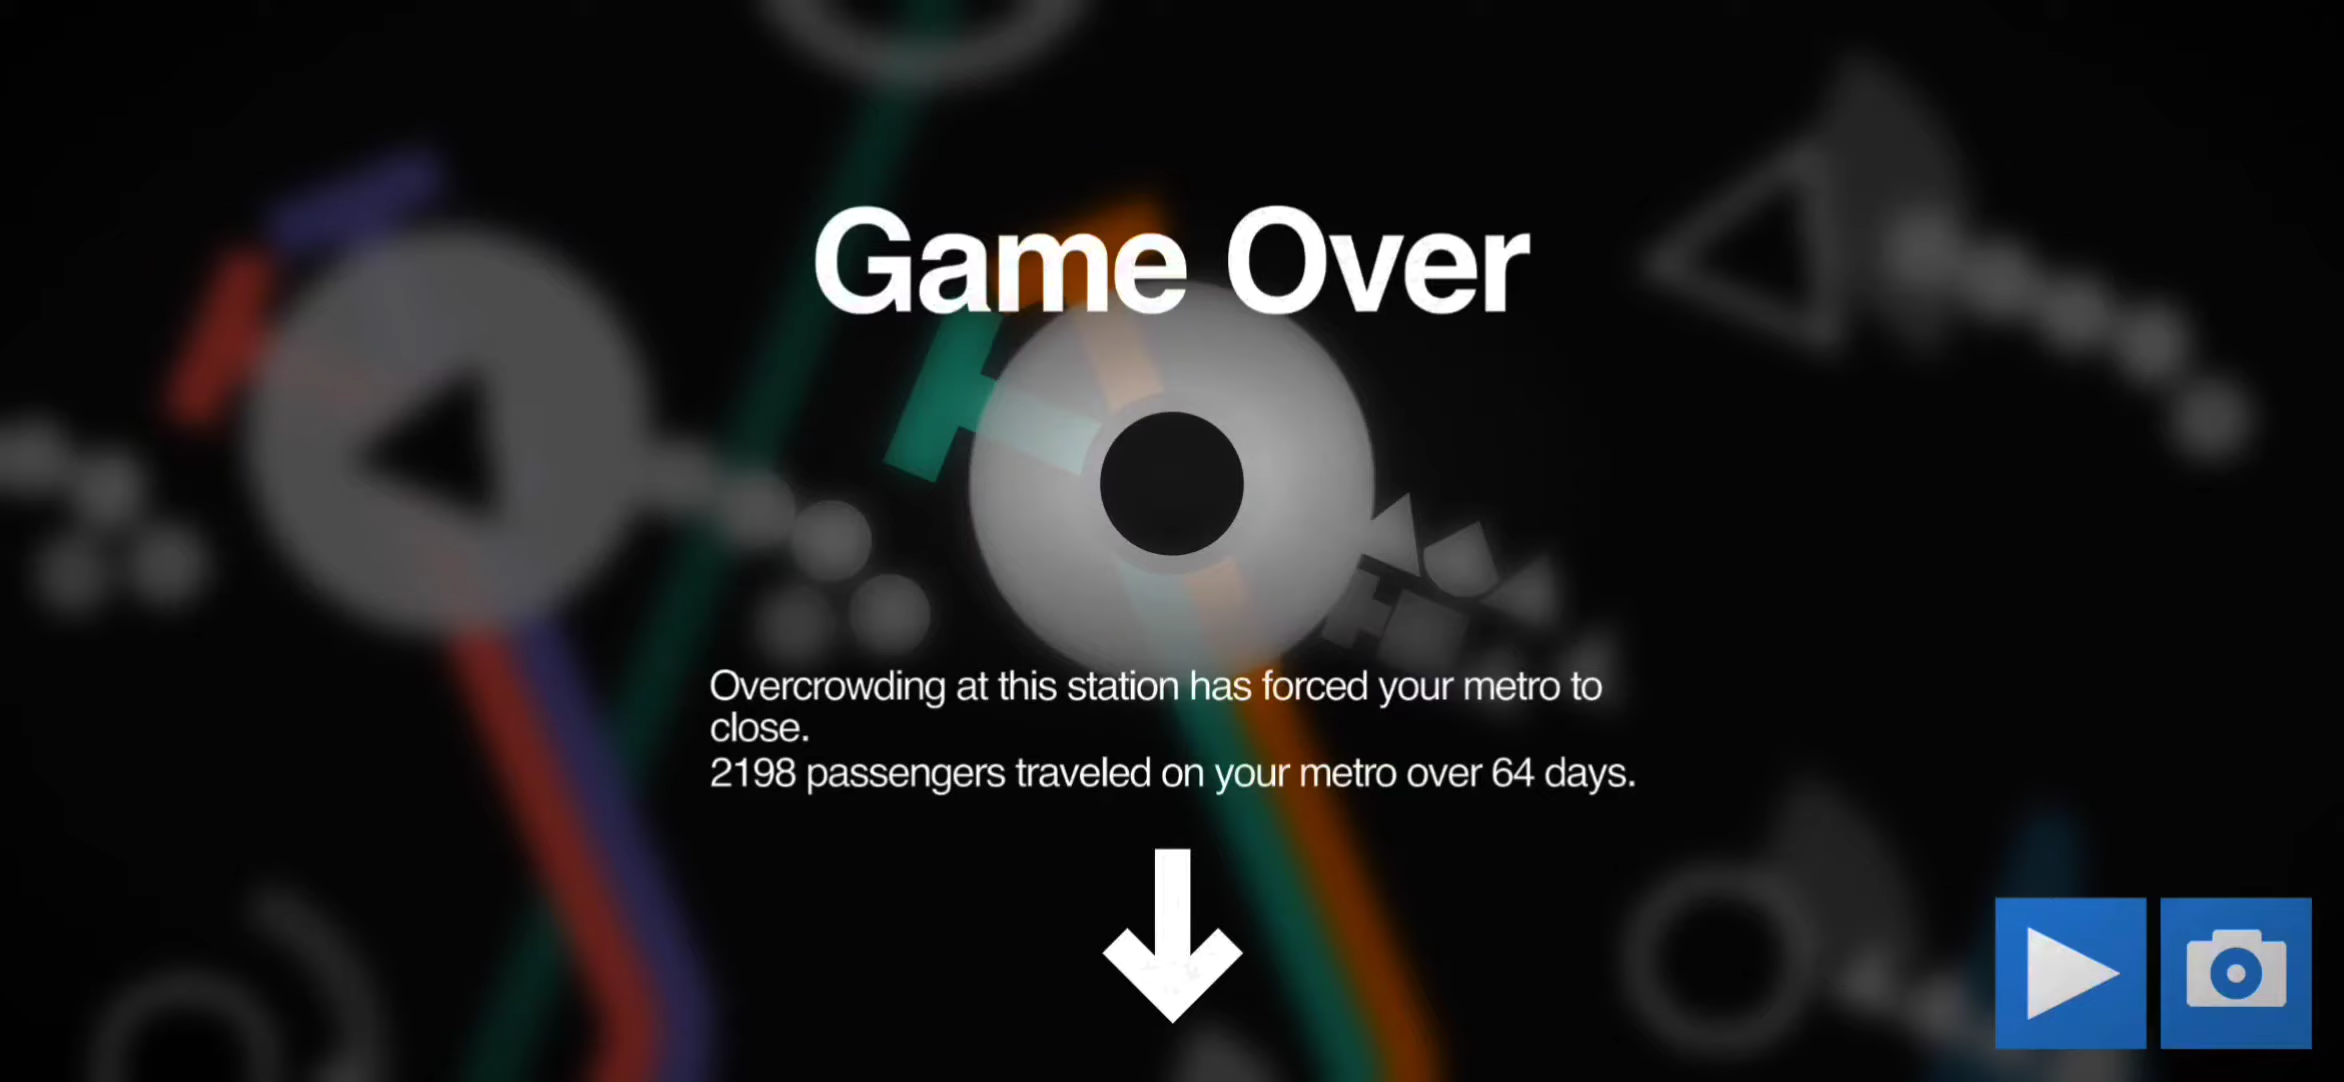 Game Over
Overcrowding at this station has forced your metro to
close.
2198 passengers traveled on your metro over 64 days.